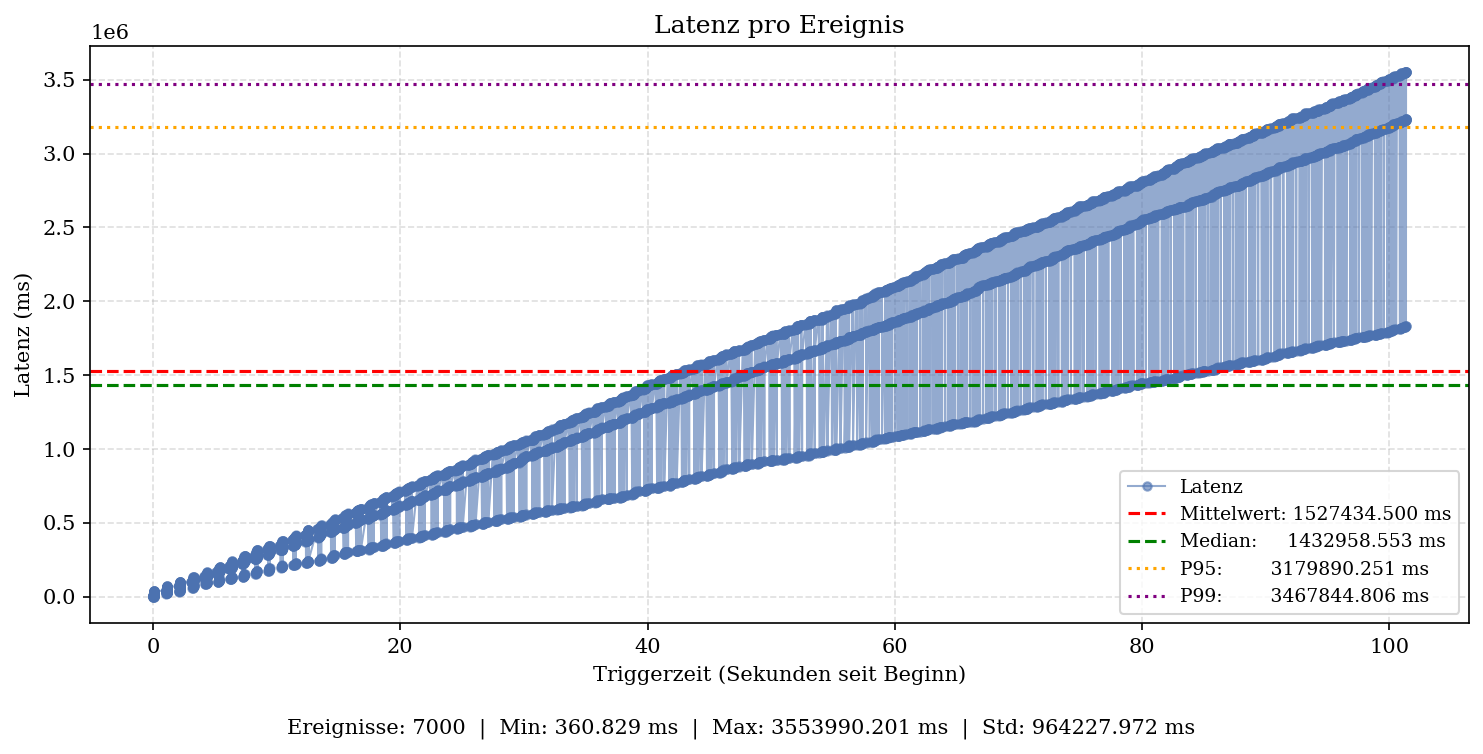 Latenz pro Ereignis
1e6
3.5
3.0
2.5
2.0
1.5
1.0
0.5
0.0
Latenz (ms)
0 20 40 60 80 100
Triggerzeit (Sekunden seit Beginn)
Latenz
Mittelwert: 1527434.500 ms
Median: 1432958.553 ms
P95: 3179890.251 ms
P99: 3467844.806 ms
Ereignisse: 7000 | Min: 360.829 ms | Max: 3553990.201 ms | Std: 964227.972 ms